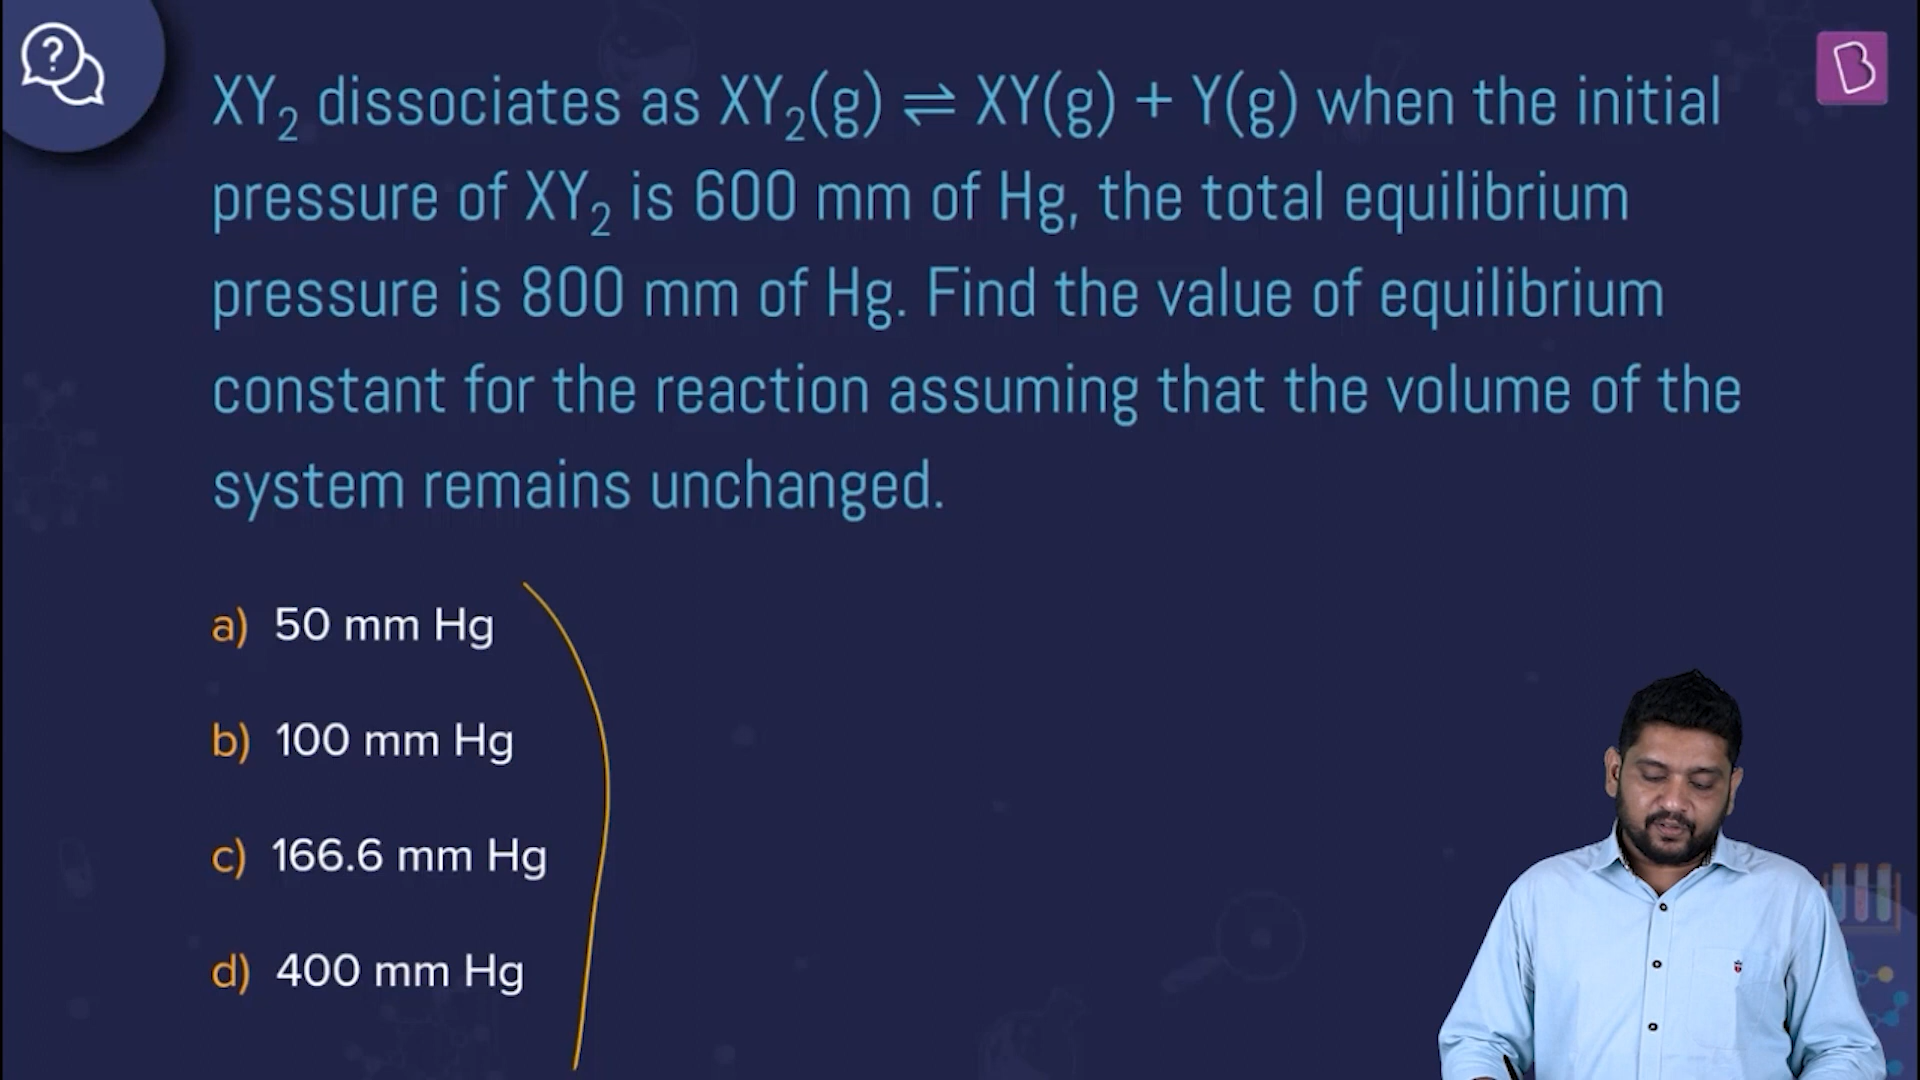 XY₂ dissociates as XY₂(g) ⇌ XY(g) + Y(g) when the initial
pressure of XY₂ is 600 mm of Hg, the total equilibrium
pressure is 800 mm of Hg. Find the value of equilibrium
constant for the reaction assuming that the volume of the
system remains unchanged.
a) 50 mm Hg
b) 100 mm Hg
c) 166.6 mm Hg
d) 400 mm Hg
?
B